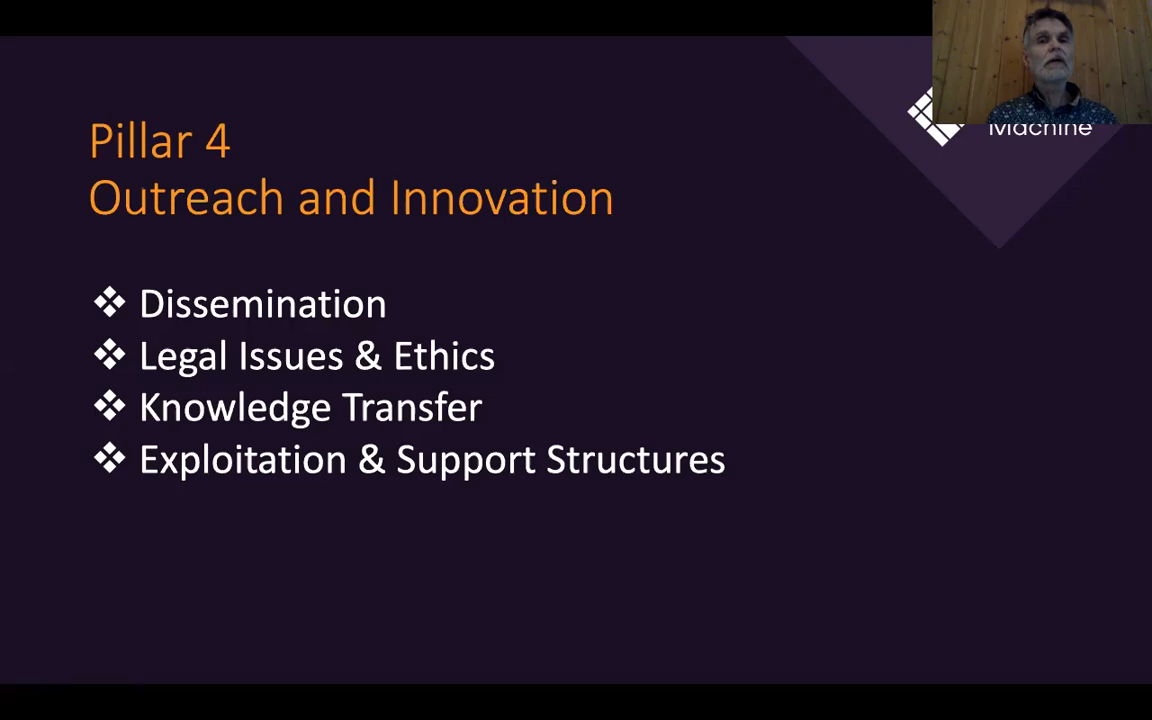 Pillar 4
Outreach and Innovation
Machine
❖ Dissemination
❖ Legal Issues & Ethics
❖ Knowledge Transfer
❖ Exploitation & Support Structures